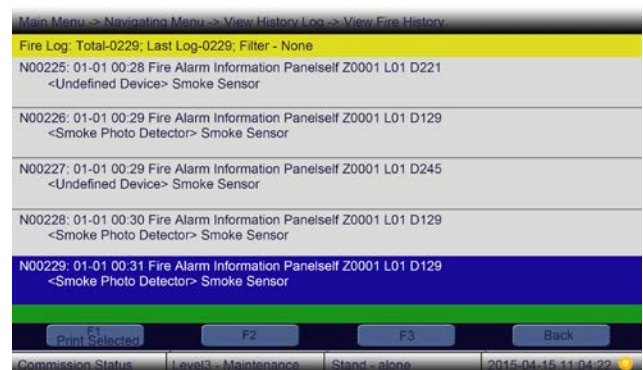 Main Menu -> Navigating Menu -> View History Log -> View Fire History
Fire Log: Total-0229; Last Log-0229; Filter - None
N00225: 01-01 00:28 Fire Alarm Information Panelself Z0001 L01 D221
<Undefined Device> Smoke Sensor
N00226: 01-01 00:29 Fire Alarm Information Panelself Z0001 L01 D129
<Smoke Photo Detector> Smoke Sensor
N00227: 01-01 00:29 Fire Alarm Information Panelself Z0001 L01 D245
<Undefined Device> Smoke Sensor
N00228: 01-01 00:30 Fire Alarm Information Panelself Z0001 L01 D129
<Smoke Photo Detector> Smoke Sensor
N00229: 01-01 00:31 Fire Alarm Information Panelself Z0001 L01 D129
<Smoke Photo Detector> Smoke Sensor
F1 F2 F3 Back
Print Selected
Commission Status Level3 - Maintenance Stand - alone 2015-04-15 11:04:22